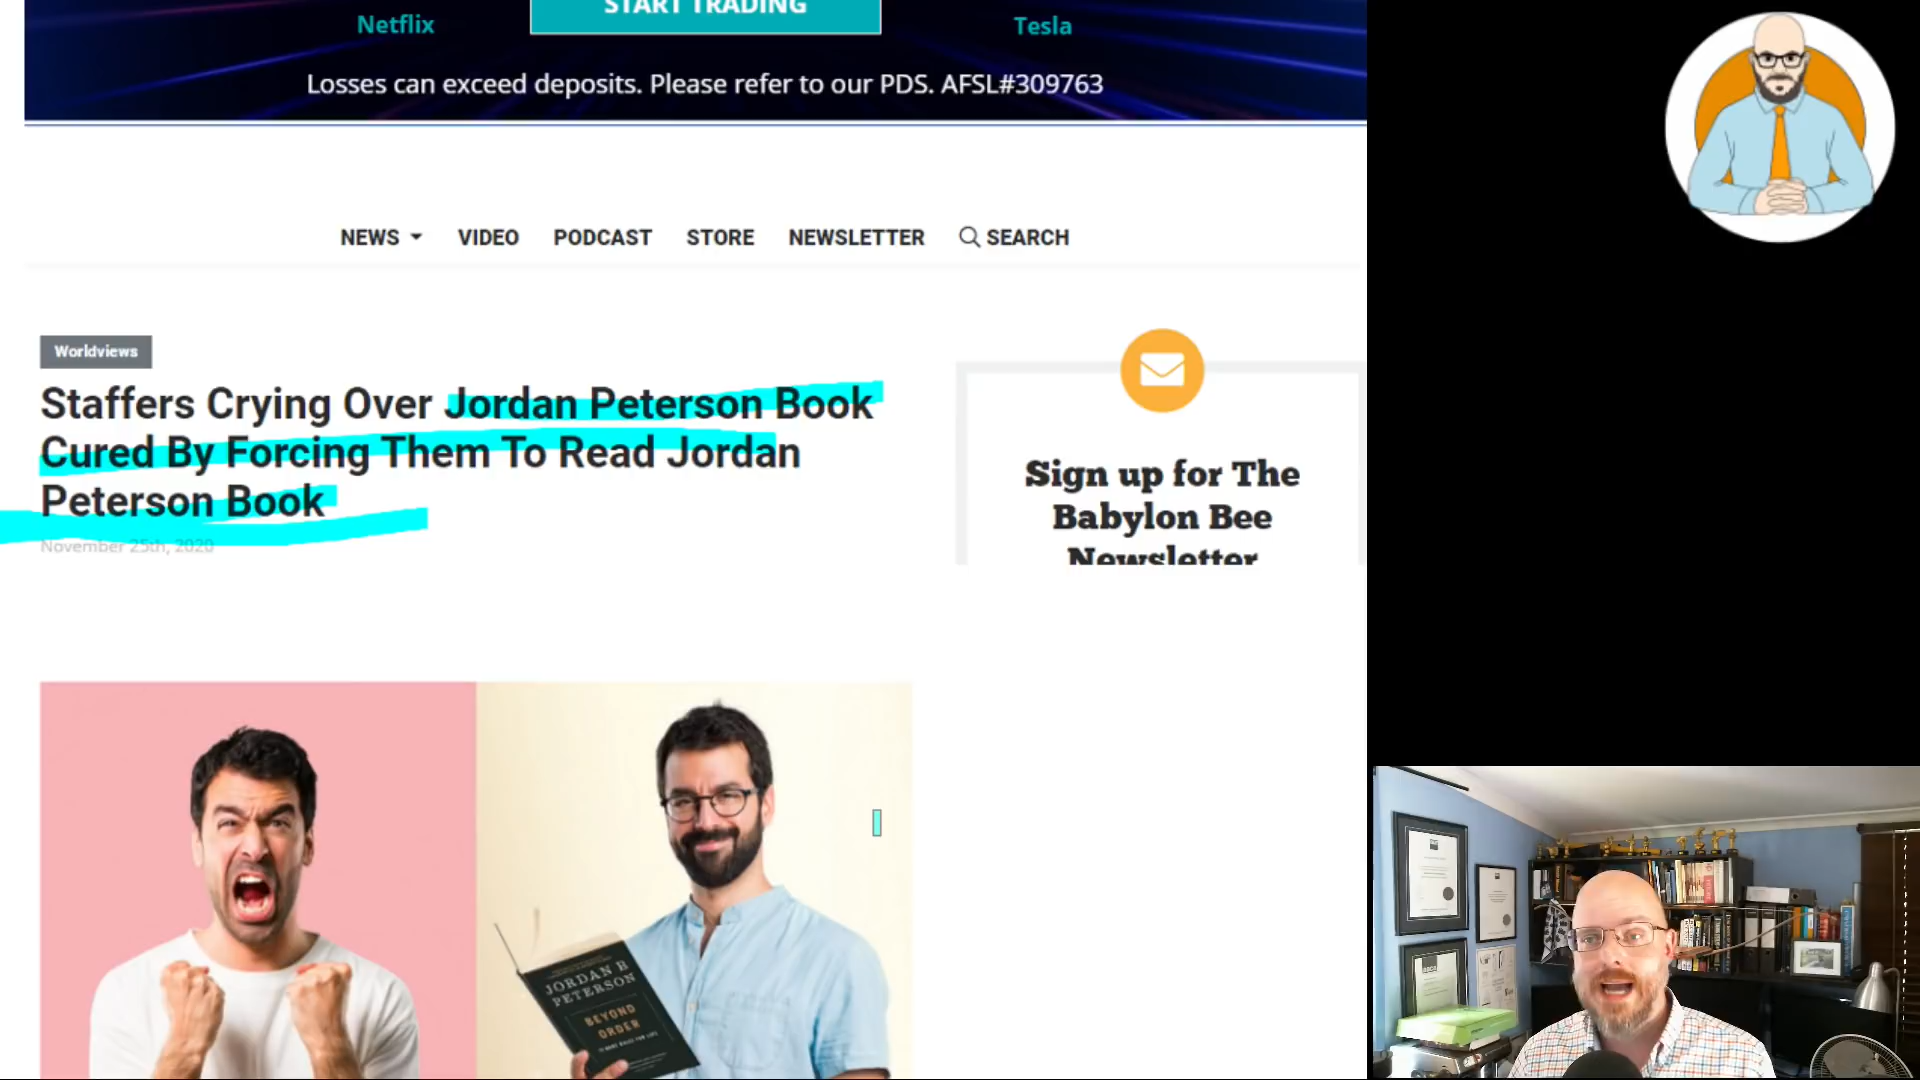 START TRADING
Netflix
Tesla
Losses can exceed deposits. Please refer to our PDS. AFSL#309763
NEWS VIDEO PODCAST STORE NEWSLETTER SEARCH
Worldviews
Staffers Crying Over Jordan Peterson Book
Cured By Forcing Them To Read Jordan
Peterson Book
November 25th, 2020
Sign up for The
Babylon Bee
Newsletter
JORDAN B
PETERSON
BEYOND
ORDER